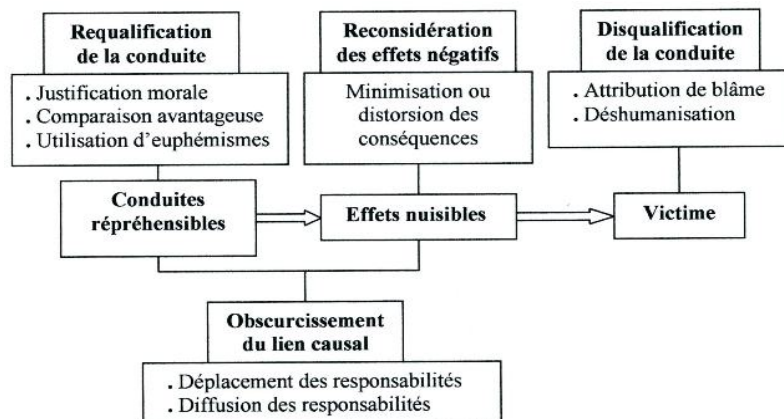 Requalification
de la conduite
. Justification morale
. Comparaison avantageuse
. Utilisation d'euphémismes
Reconsidération
des effets négatifs
Minimisation ou
distorsion des
conséquences
Disqualification
de la conduite
. Attribution de blâme
. Déshumanisation
Conduites
répréhensibles
Effets nuisibles
Victime
Obscurcissement
du lien causal
. Déplacement des responsabilités
. Diffusion des responsabilités